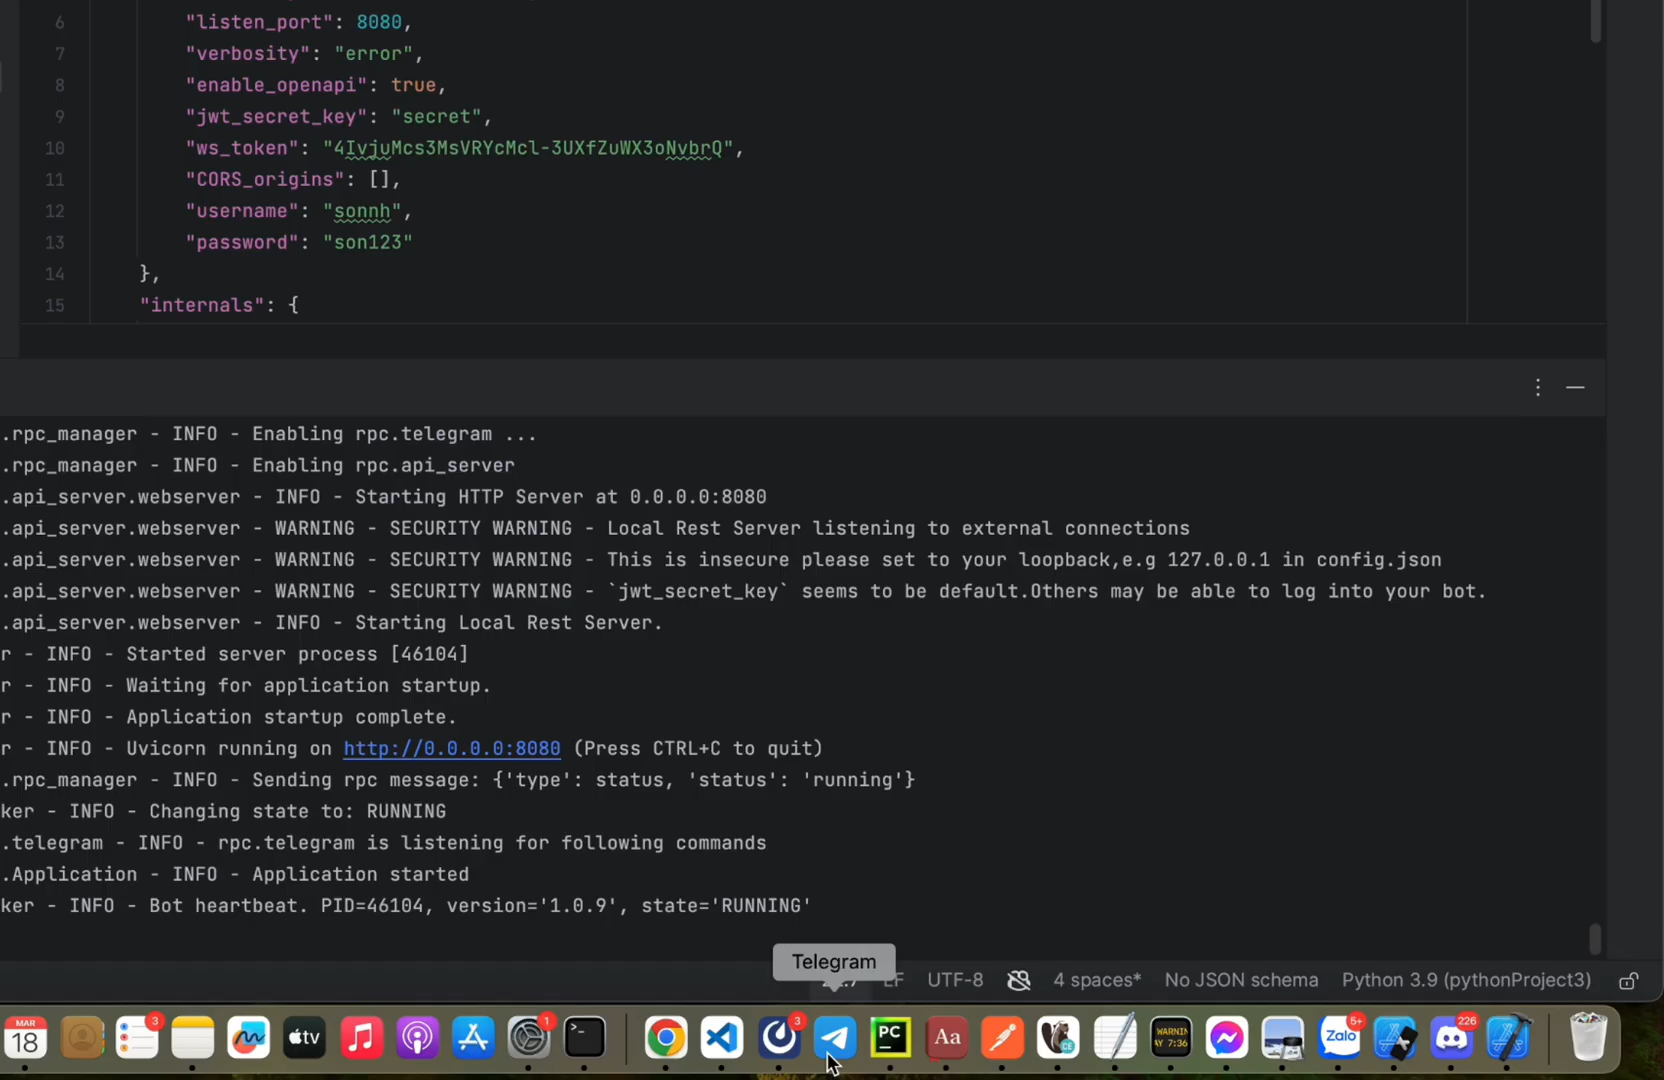 6 "listen_port": 8080,
7 "verbosity": "error",
8 "enable_openapi": true,
9 "jwt_secret_key": "secret",
10 "ws_token": "4IvjuMcs3MsVRYcMcl-3UXfZuWX3oNvbrQ",
11 "CORS_origins": [],
12 "username": "sonnh",
13 "password": "son123"
14 },
15 "internals": {
.rpc_manager - INFO - Enabling rpc.telegram ...
.rpc_manager - INFO - Enabling rpc.api_server
.api_server.webserver - INFO - Starting HTTP Server at 0.0.0.0:8080
.api_server.webserver - WARNING - SECURITY WARNING - Local Rest Server listening to external connections
.api_server.webserver - WARNING - SECURITY WARNING - This is insecure please set to your loopback,e.g 127.0.0.1 in config.json
.api_server.webserver - WARNING - SECURITY WARNING - `jwt_secret_key` seems to be default.Others may be able to log into your bot.
.api_server.webserver - INFO - Starting Local Rest Server.
r - INFO - Started server process [46104]
r - INFO - Waiting for application startup.
r - INFO - Application startup complete.
r - INFO - Uvicorn running on http://0.0.0.0:8080 (Press CTRL+C to quit)
.rpc_manager - INFO - Sending rpc message: {'type': status, 'status': 'running'}
ker - INFO - Changing state to: RUNNING
.telegram - INFO - rpc.telegram is listening for following commands
.Application - INFO - Application started
ker - INFO - Bot heartbeat. PID=46104, version='1.0.9', state='RUNNING'
Telegram
LF UTF-8 4 spaces* No JSON schema Python 3.9 (pythonProject3)
MAR 18 3 tv 1 >_ 3 PC Aa CE WARNIN AY 7:36 Zalo 5+ 226